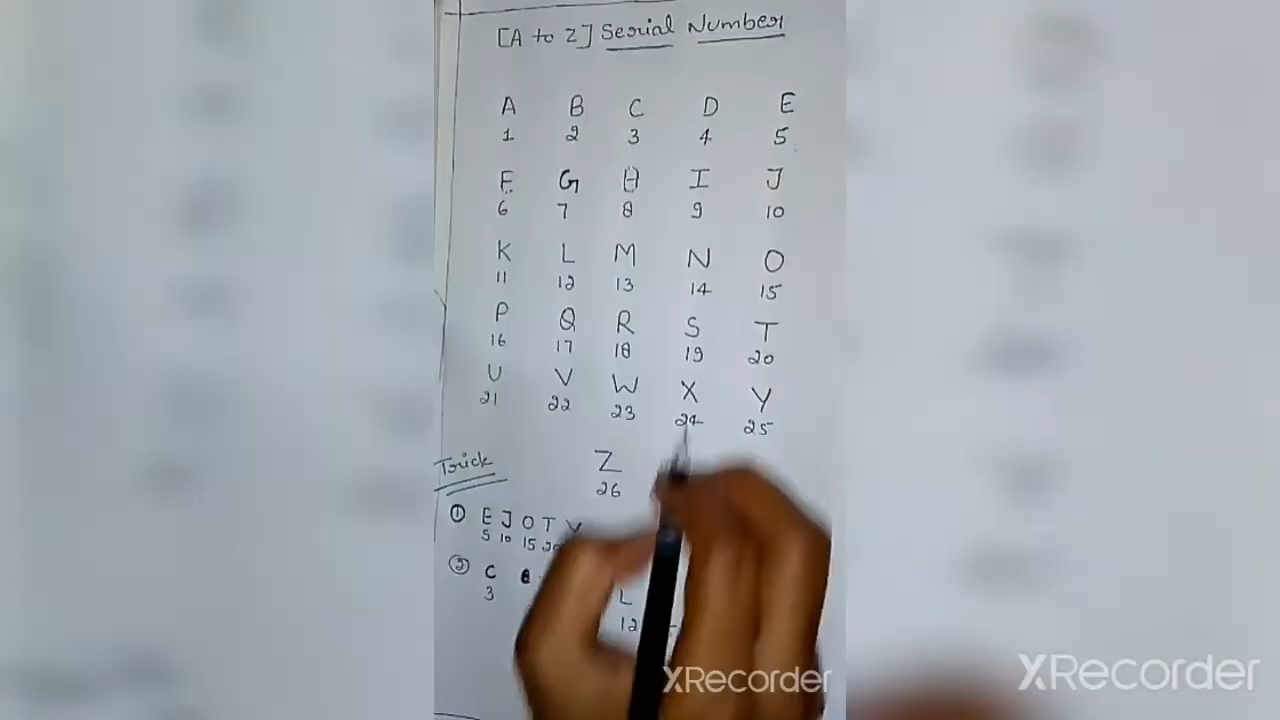 [A to Z] Serial Number
A B C D E
1 2 3 4 5
F G H I J
6 7 8 9 10
K L M N O
11 12 13 14 15
P Q R S T
16 17 18 19 20
U V W X Y
21 22 23 24 25
Trick
Z
26
① E J O T Y
5 10 15 20
② C
3
L
12
XRecorder
XRecorder